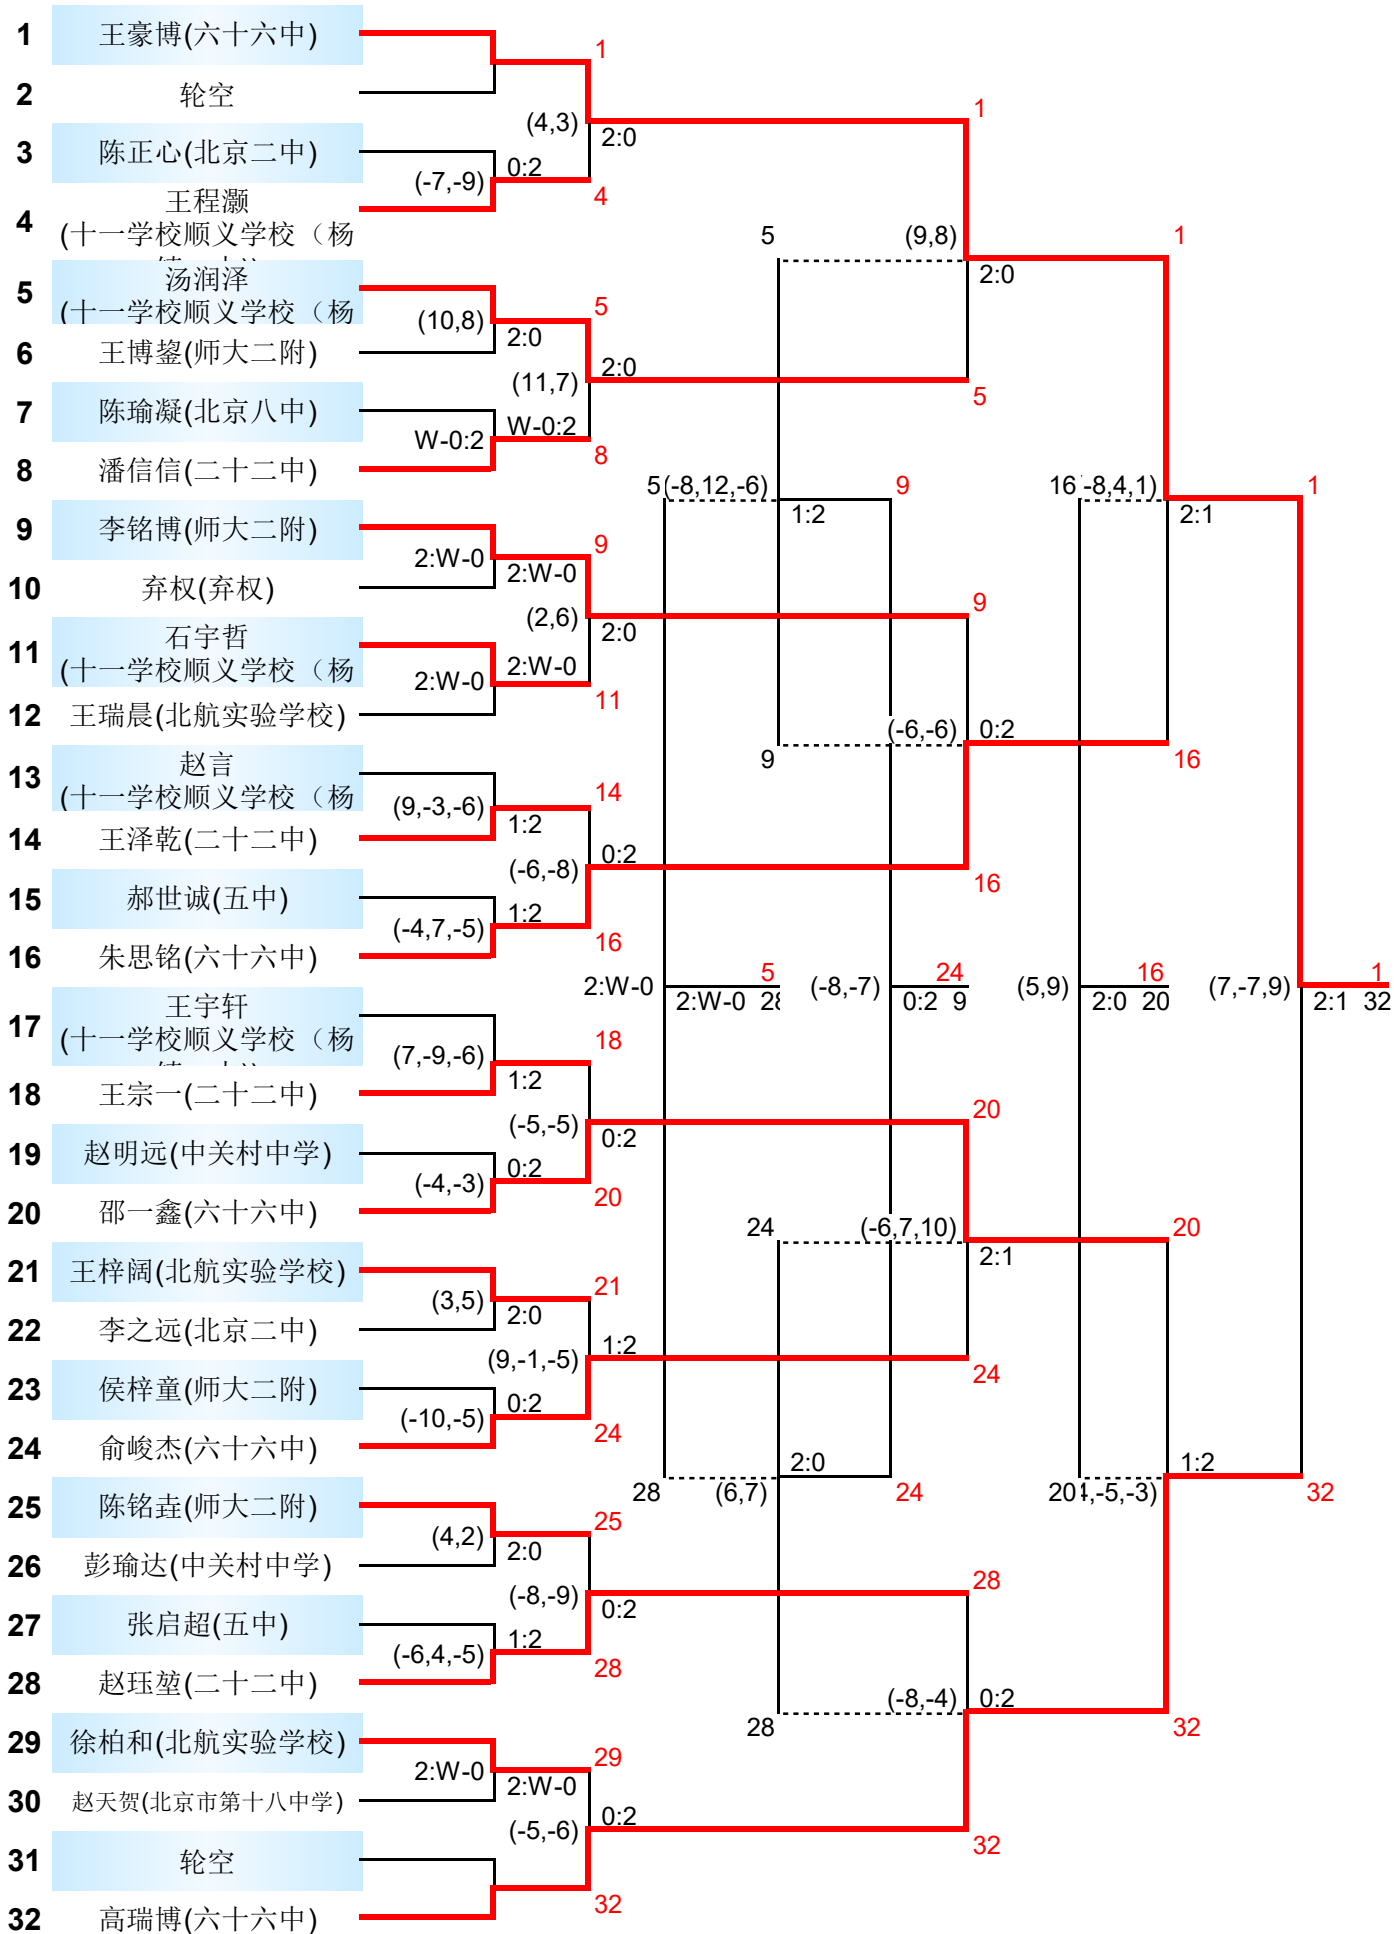 1 王豪博(六十六中)
1
2 轮空
(4,3) 2:0
1
3 陈正心(北京二中)
(-7,-9) 0:2
4
4 王程灏
(十一学校顺义学校（杨
5 (9,8) 2:0
1
5 汤润泽
(十一学校顺义学校（杨
(10,8) 2:0
5
6 王博鋆(师大二附)
(11,7) 2:0
5
7 陈瑜凝(北京八中)
W-0:2 W-0:2
8
8 潘信信(二十二中)
5 (-8,12,-6) 1:2
9
16 -8,4,1) 2:1
1
9 李铭博(师大二附)
2:W-0 2:W-0
9
10 弃权(弃权)
(2,6) 2:0
9
11 石宇哲
(十一学校顺义学校（杨
2:W-0 2:W-0
11
12 王瑞晨(北航实验学校)
9 (-6,-6) 0:2
16
13 赵言
(十一学校顺义学校（杨
(9,-3,-6) 1:2
14
14 王泽乾(二十二中)
(-6,-8) 0:2
16
15 郝世诚(五中)
(-4,7,-5) 1:2
16
16 朱思铭(六十六中)
2:W-0 2:W-0 5 28
(-8,-7) 0:2 24 9
(5,9) 2:0 16 20
(7,-7,9) 2:1 1 32
17 王宇轩
(十一学校顺义学校（杨
(7,-9,-6) 1:2
18
18 王宗一(二十二中)
(-5,-5) 0:2
20
19 赵明远(中关村中学)
(-4,-3) 0:2
20
20 邵一鑫(六十六中)
24 (-6,7,10) 2:1
20
21 王梓阔(北航实验学校)
(3,5) 2:0
21
22 李之远(北京二中)
(9,-1,-5) 1:2
24
23 侯梓童(师大二附)
(-10,-5) 0:2
24
24 俞峻杰(六十六中)
28 (6,7) 2:0
24
20 ,-5,-3) 1:2
32
25 陈铭垚(师大二附)
(4,2) 2:0
25
26 彭瑜达(中关村中学)
(-8,-9) 0:2
28
27 张启超(五中)
(-6,4,-5) 1:2
28
28 赵珏堃(二十二中)
28 (-8,-4) 0:2
32
29 徐柏和(北航实验学校)
2:W-0 2:W-0
29
30 赵天贺(北京市第十八中学)
(-5,-6) 0:2
32
31 轮空
32
32 高瑞博(六十六中)